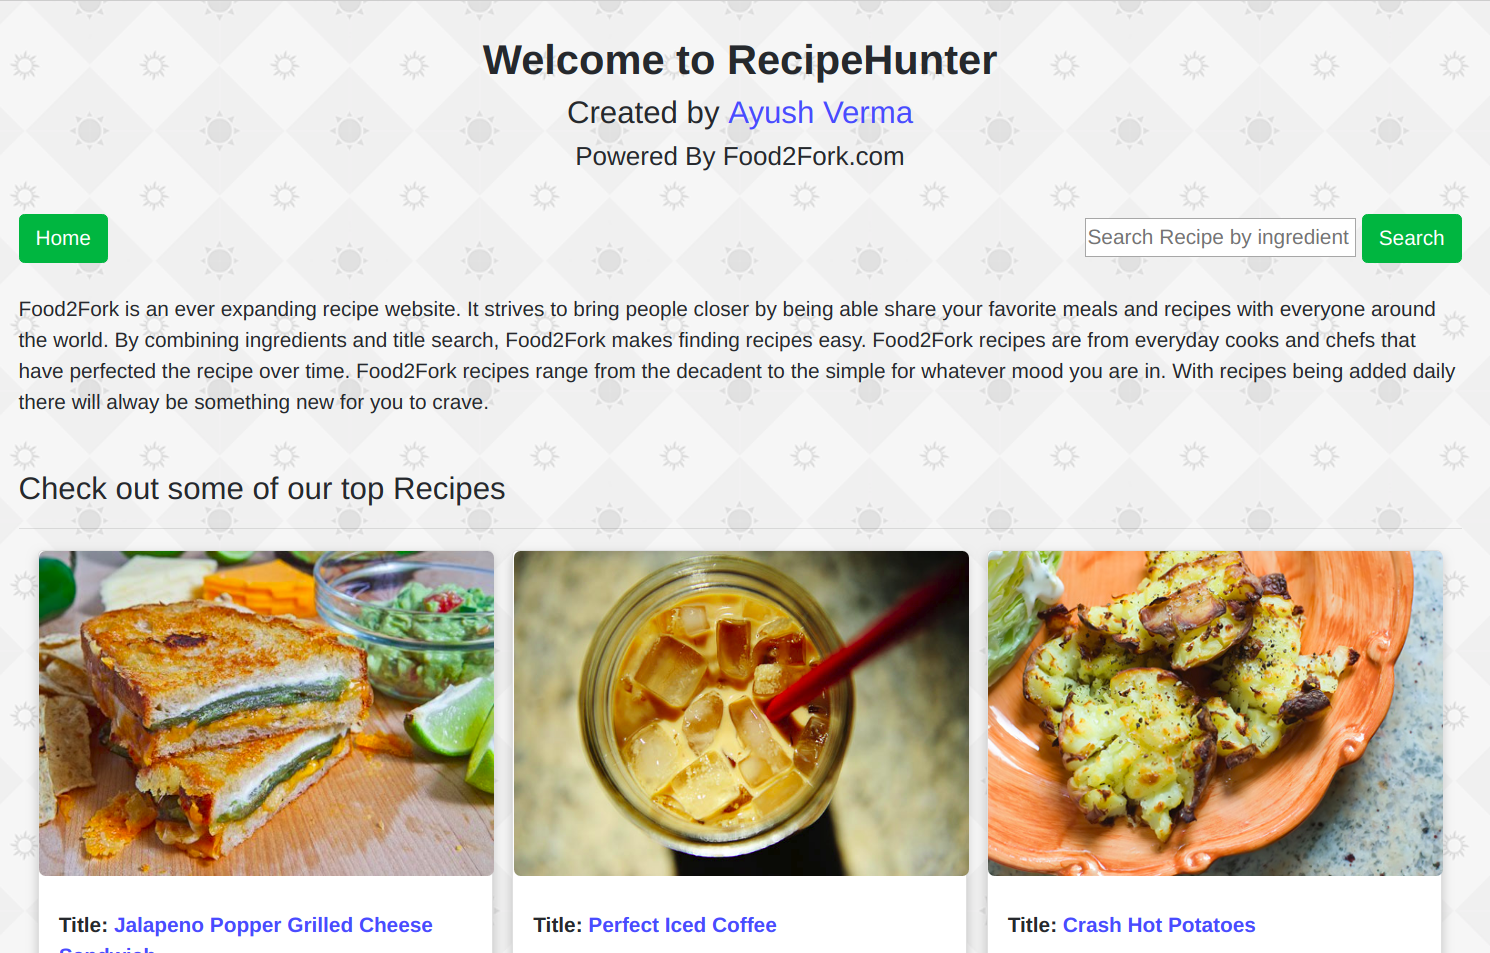 Welcome to RecipeHunter
Created by Ayush Verma
Powered By Food2Fork.com
Home
Search Recipe by ingredient
Search
Food2Fork is an ever expanding recipe website. It strives to bring people closer by being able share your favorite meals and recipes with everyone around
the world. By combining ingredients and title search, Food2Fork makes finding recipes easy. Food2Fork recipes are from everyday cooks and chefs that
have perfected the recipe over time. Food2Fork recipes range from the decadent to the simple for whatever mood you are in. With recipes being added daily
there will alway be something new for you to crave.
Check out some of our top Recipes
Title: Jalapeno Popper Grilled Cheese
Sandwich
Title: Perfect Iced Coffee
Title: Crash Hot Potatoes